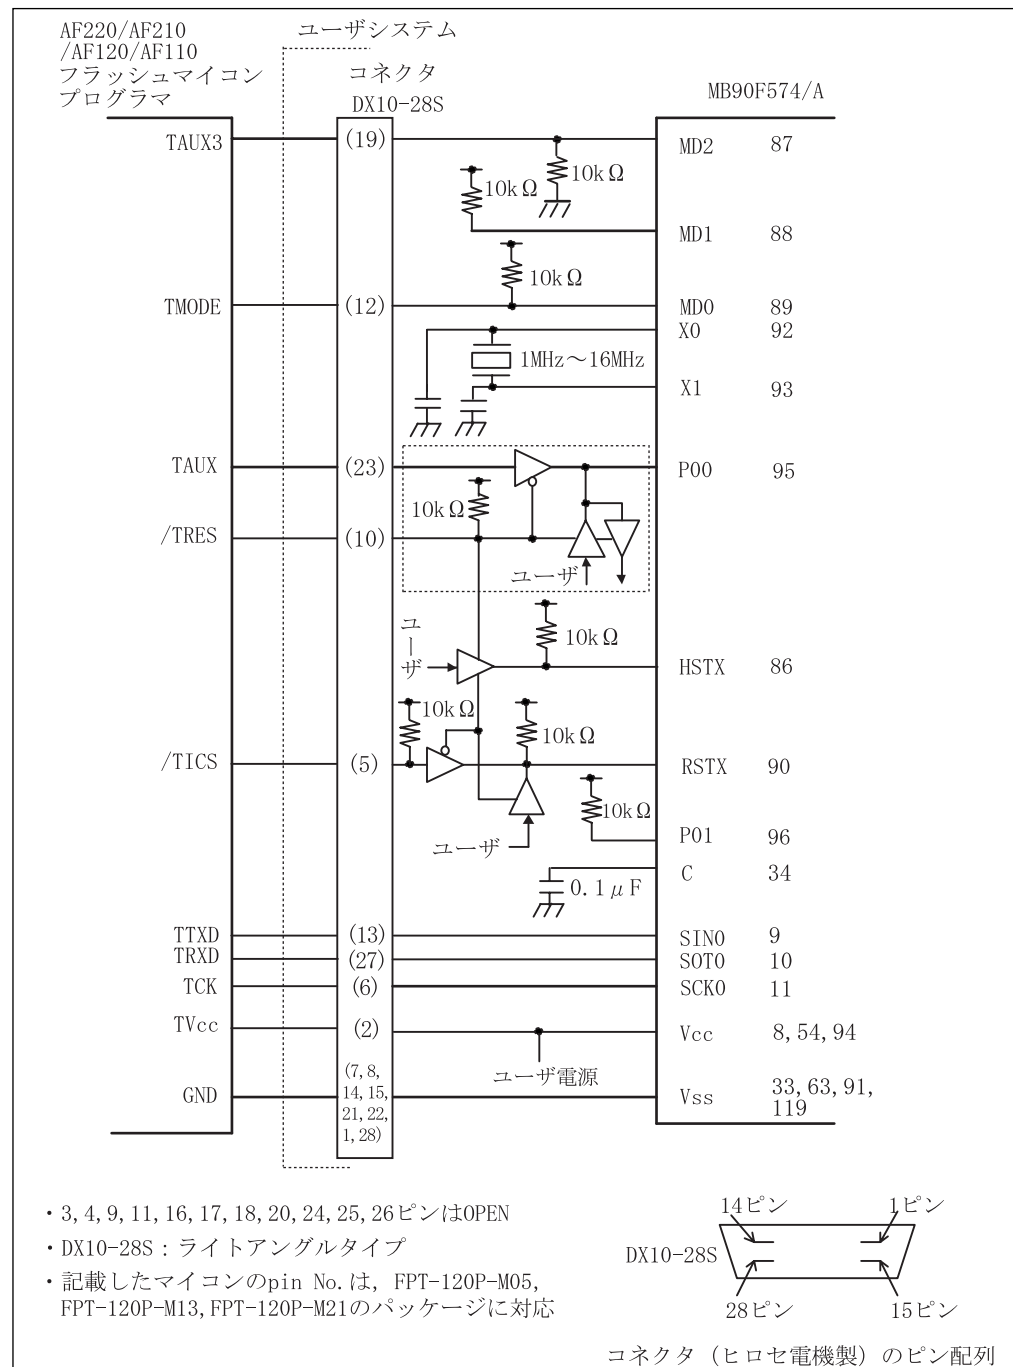 AF220/AF210
/AF120/AF110
フラッシュマイコン
プログラマ
ユーザシステム
コネクタ
DX10-28S
MB90F574/A
TAUX3
(19)
MD2
87
10kΩ
10kΩ
MD1
88
10kΩ
TMODE
(12)
MD0
89
X0
92
1MHz～16MHz
X1
93
TAUX
(23)
P00
95
10kΩ
/TRES
(10)
ユーザ
ユーザ
10kΩ
HSTX
86
10kΩ
10kΩ
/TICS
(5)
RSTX
90
10kΩ
ユーザ
P01
96
C
34
0.1μF
TTXD
(13)
SIN0
9
TRXD
(27)
SOT0
10
TCK
(6)
SCK0
11
TVcc
(2)
Vcc
8,54,94
ユーザ電源
GND
(7,8,
14,15,
21,22,
1,28)
Vss
33,63,91,
119
・3,4,9,11,16,17,18,20,24,25,26ピンはOPEN
・DX10-28S：ライトアングルタイプ
・記載したマイコンのpin No.は，FPT-120P-M05,
FPT-120P-M13,FPT-120P-M21のパッケージに対応
14ピン
1ピン
DX10-28S
28ピン
15ピン
コネクタ（ヒロセ電機製）のピン配列